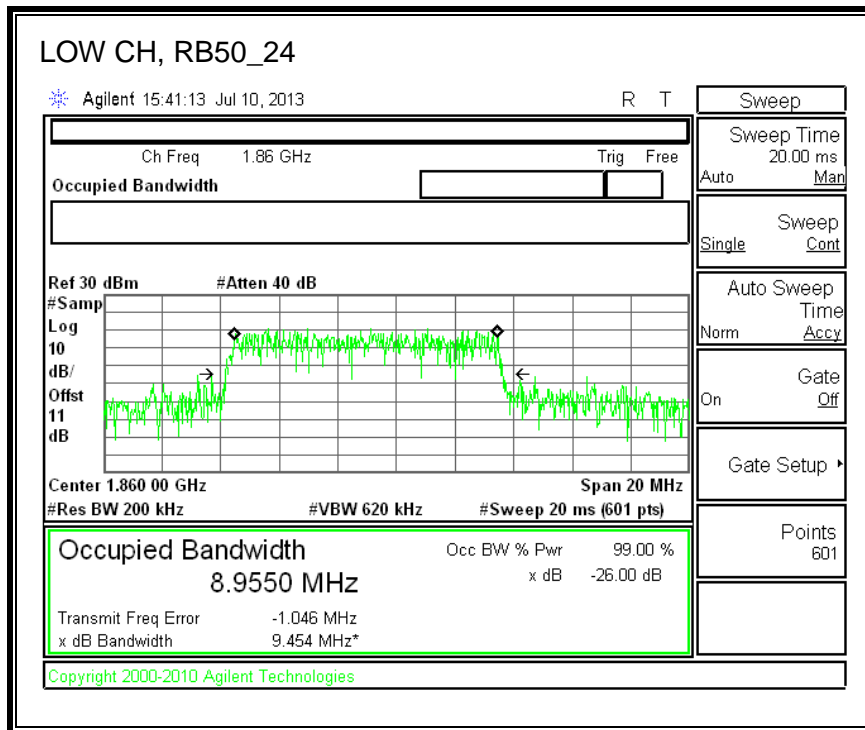 LOW CH, RB50_24
Agilent 15:41:13 Jul 10, 2013 R T
Ch Freq 1.86 GHz Trig Free
Occupied Bandwidth
Ref 30 dBm #Atten 40 dB
#Samp
Log
10
dB/
Offst
11
dB
Center 1.860 00 GHz Span 20 MHz
#Res BW 200 kHz #VBW 620 kHz #Sweep 20 ms (601 pts)
Occupied Bandwidth Occ BW % Pwr 99.00 %
8.9550 MHz x dB -26.00 dB
Transmit Freq Error -1.046 MHz
x dB Bandwidth 9.454 MHz*
Copyright 2000-2010 Agilent Technologies
Sweep
Sweep Time
20.00 ms
Auto Man
Sweep
Single Cont
Auto Sweep
Time
Norm Accy
Gate
On Off
Gate Setup
Points
601